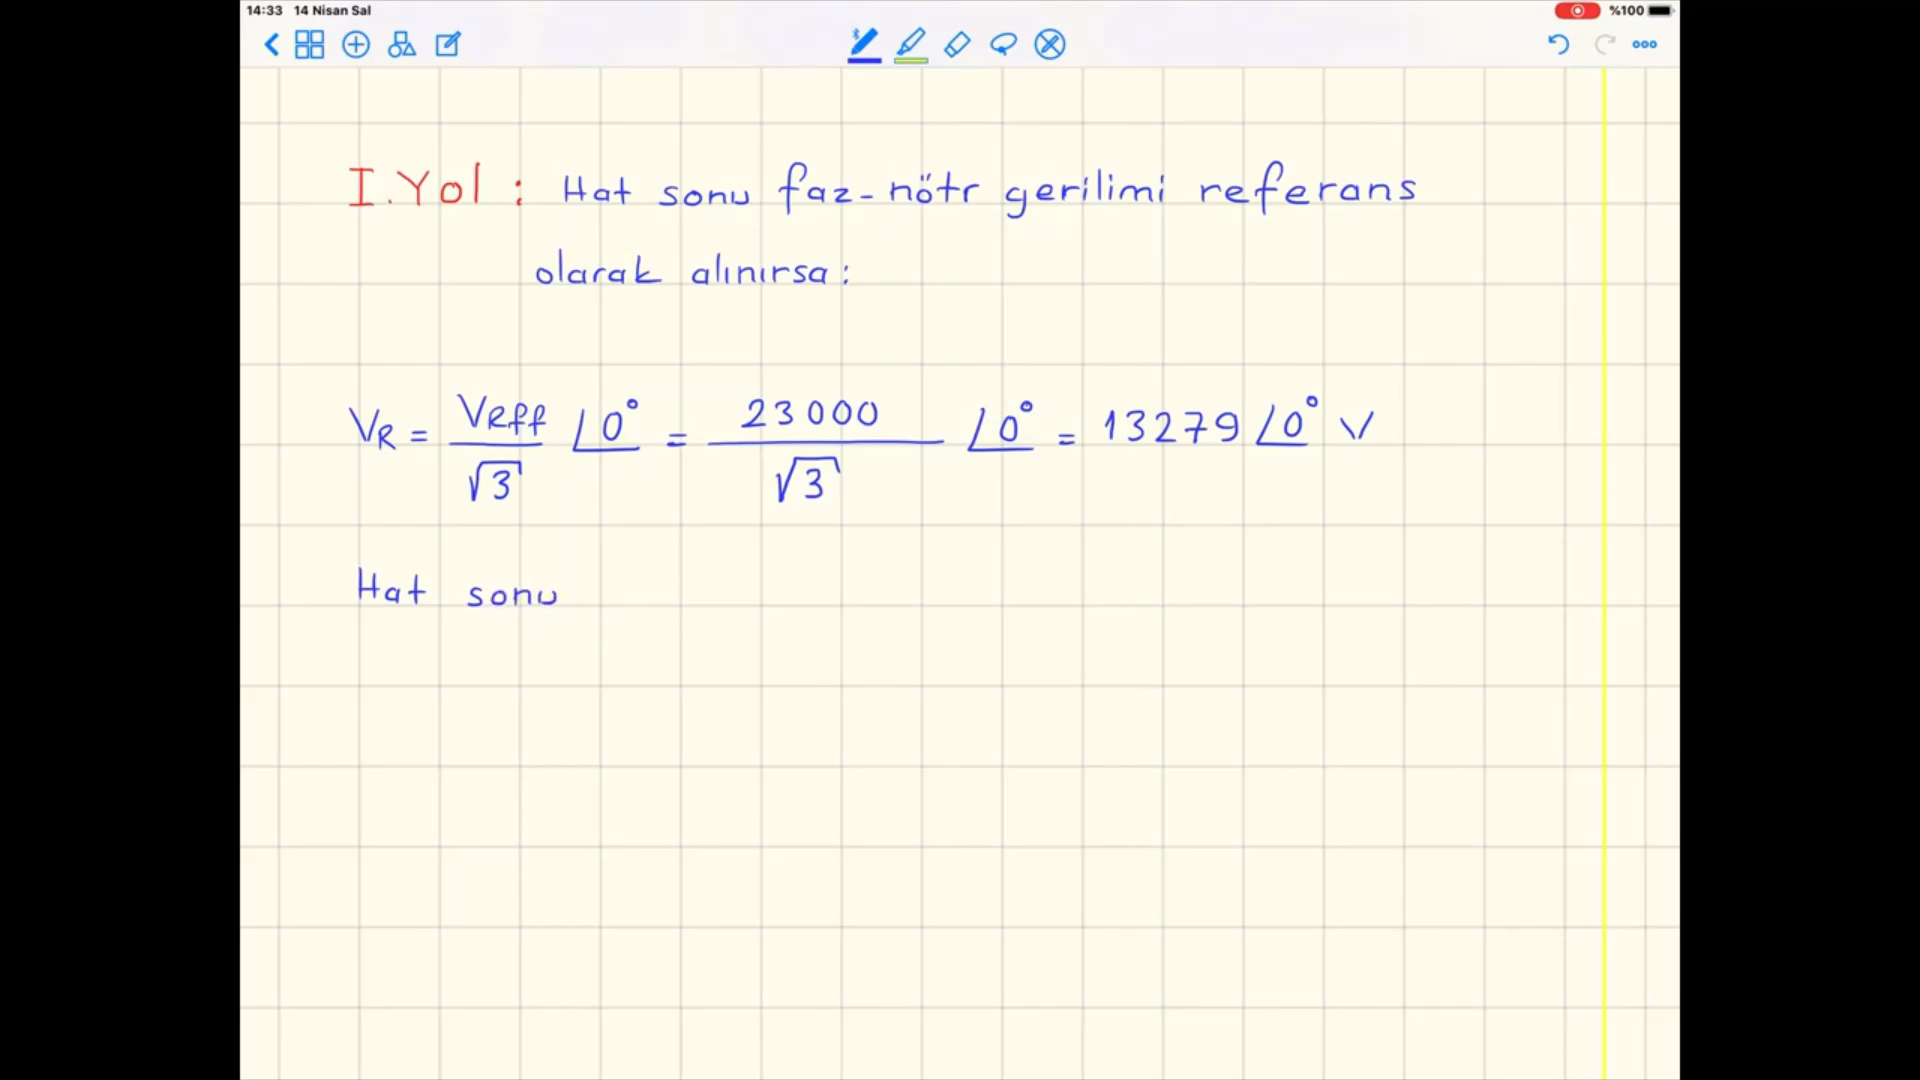 14:33 14 Nisan Sal %100
I.Yol : Hat sonu faz-nötr gerilimi referans
olarak alınırsa:
VR = Veff/√3 ∠0° = 23000/√3 ∠0° = 13279 ∠0° V
Hat sonu